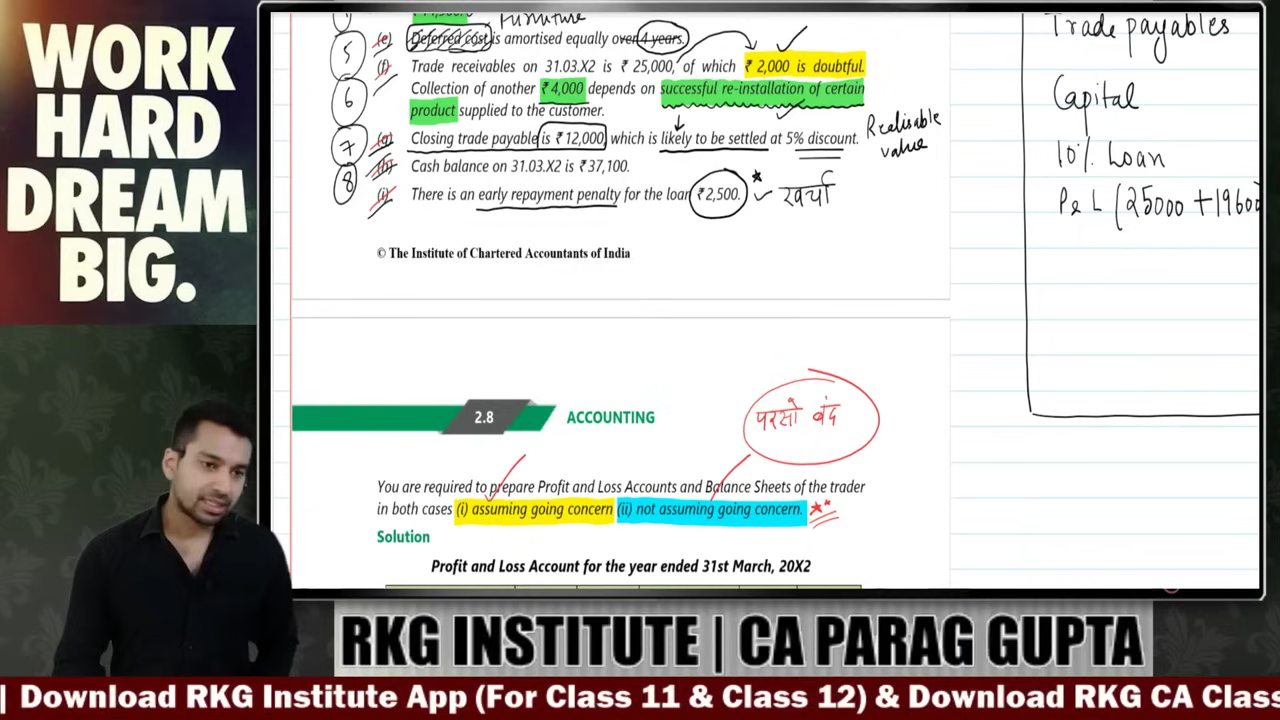 WORK
HARD
DREAM
BIG.
Furniture
5 (e) Deferred cost is amortised equally over 4 years.
(f) Trade receivables on 31.03.X2 is ₹ 25,000, of which ₹ 2,000 is doubtful.
6 Collection of another ₹ 4,000 depends on successful re-installation of certain
product supplied to the customer.
7 (g) Closing trade payable is ₹ 12,000, which is likely to be settled at 5% discount.
Realisable
value
8 (h) Cash balance on 31.03.X2 is ₹ 37,100.
(i) There is an early repayment penalty for the loan ₹ 2,500.
खर्चा
© The Institute of Chartered Accountants of India
2.8 ACCOUNTING
परसो बंद
You are required to prepare Profit and Loss Accounts and Balance Sheets of the trader
in both cases (i) assuming going concern (ii) not assuming going concern.
Solution
Profit and Loss Account for the year ended 31st March, 20X2
Trade payables
Capital
10% Loan
P & L (25000 + 19600
RKG INSTITUTE | CA PARAG GUPTA
| Download RKG Institute App (For Class 11 & Class 12) & Download RKG CA Class